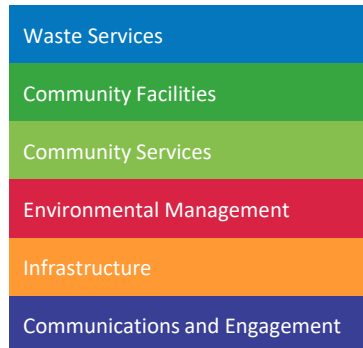 Waste Services
Community Facilities
Community Services
Environmental Management
Infrastructure
Communications and Engagement